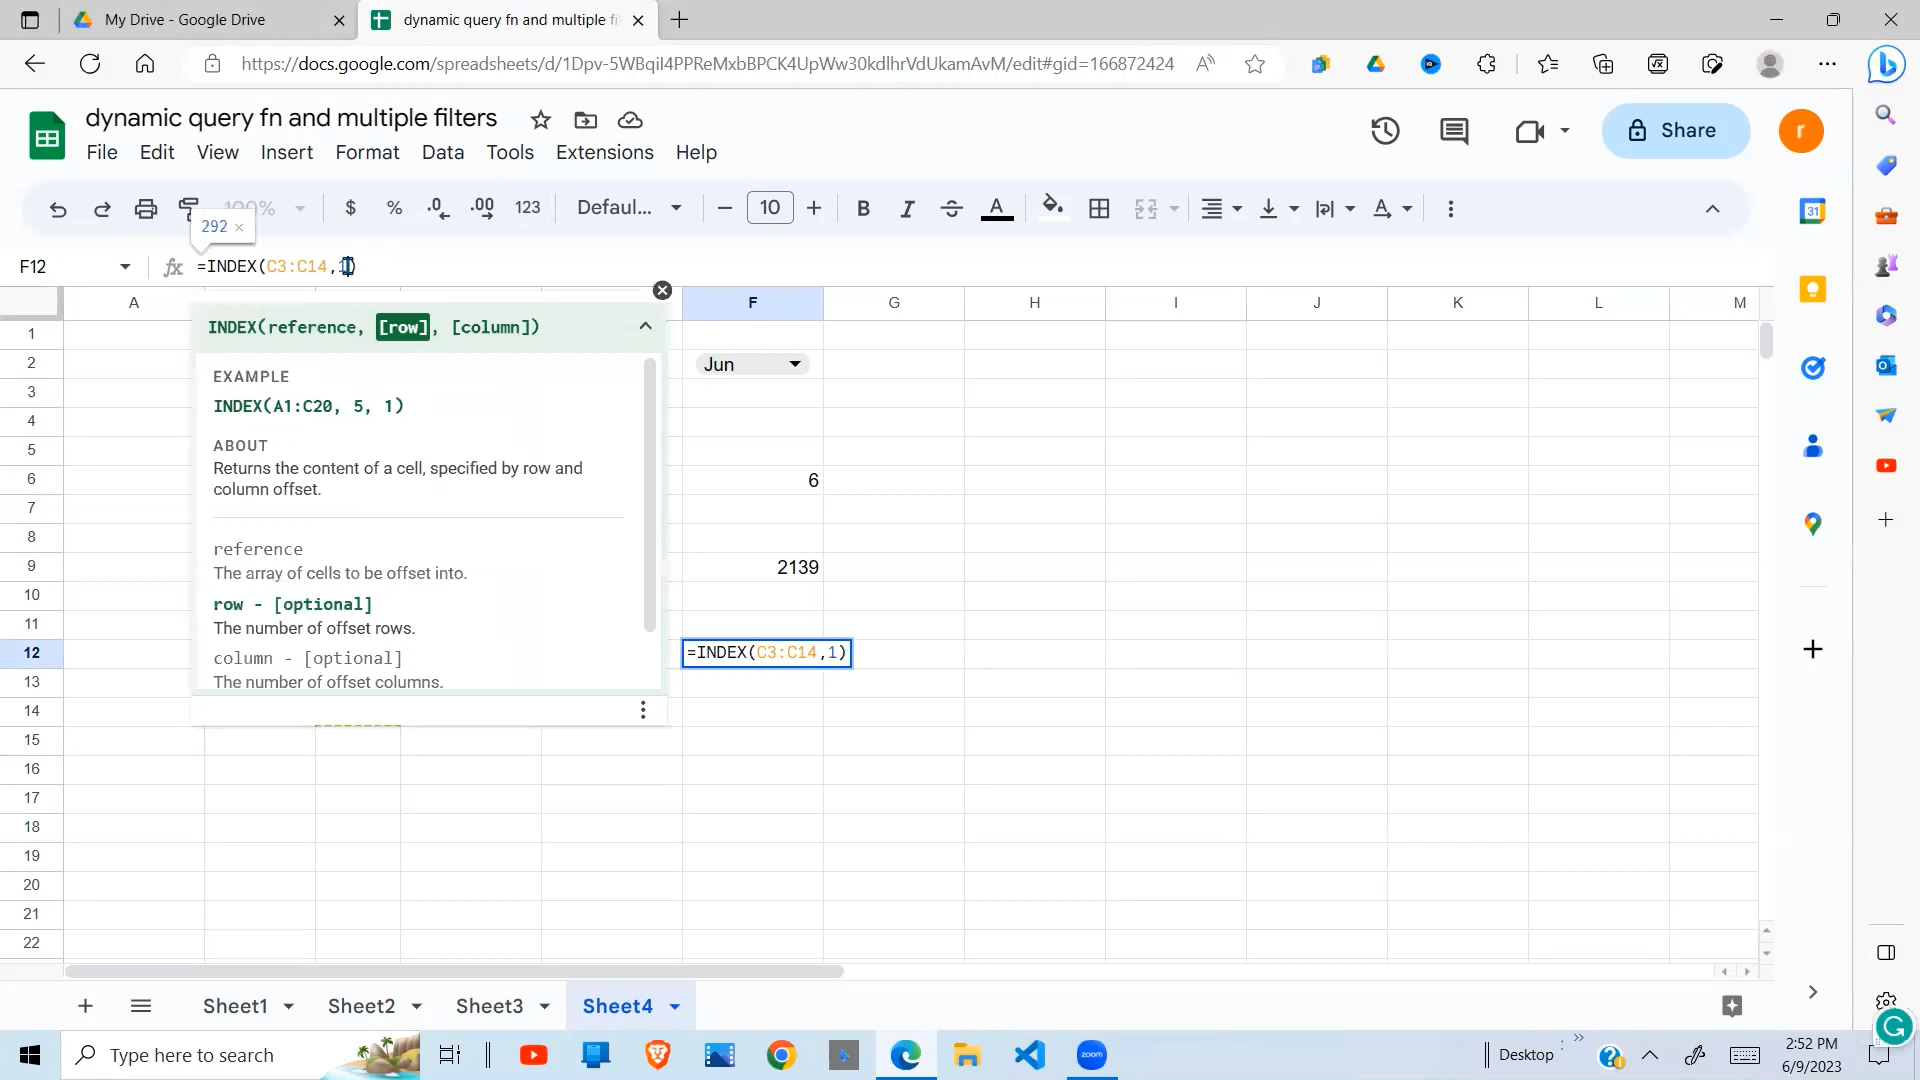 My Drive - Google Drive
dynamic query fn and multiple fi
https://docs.google.com/spreadsheets/d/1Dpv-5WBqil4PPReMxbBPCK4UpWw30kdlhrVdUkamAvM/edit#gid=166872424
dynamic query fn and multiple filters
File Edit View Insert Format Data Tools Extensions Help
Share
r
100% $ % .0 .00 123 Defaul... 10 B I A
292 ×
31
F12 fx =INDEX(C3:C14,1)
A F G H I J K L M
INDEX(reference, [row], [column])
EXAMPLE
INDEX(A1:C20, 5, 1)
ABOUT
Returns the content of a cell, specified by row and
column offset.
reference
The array of cells to be offset into.
row - [optional]
The number of offset rows.
column - [optional]
The number of offset columns.
1
2 Jun
3
4
5
6 6
7
8
9 2139
10
11
12 =INDEX(C3:C14,1)
13
14
15
16
17
18
19
20
21
22
Sheet1 Sheet2 Sheet3 Sheet4
Type here to search
zoom
Desktop
2:52 PM
6/9/2023